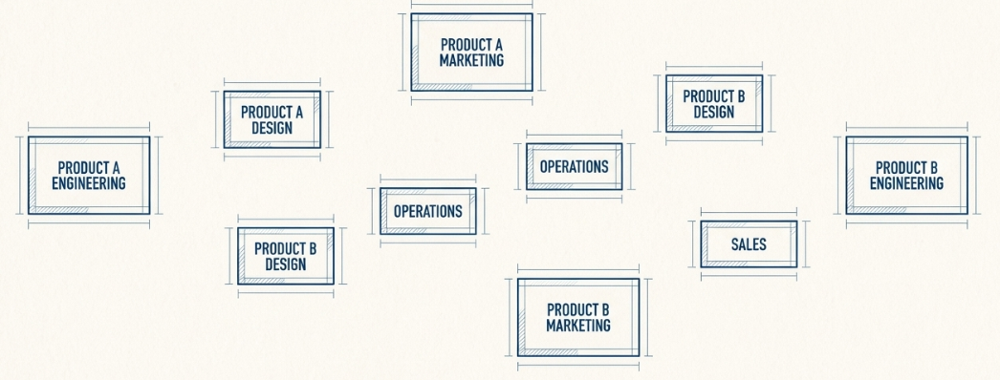 PRODUCT A
MARKETING
PRODUCT A
DESIGN
PRODUCT B
DESIGN
PRODUCT A
ENGINEERING
OPERATIONS
PRODUCT B
ENGINEERING
OPERATIONS
PRODUCT B
DESIGN
SALES
PRODUCT B
MARKETING